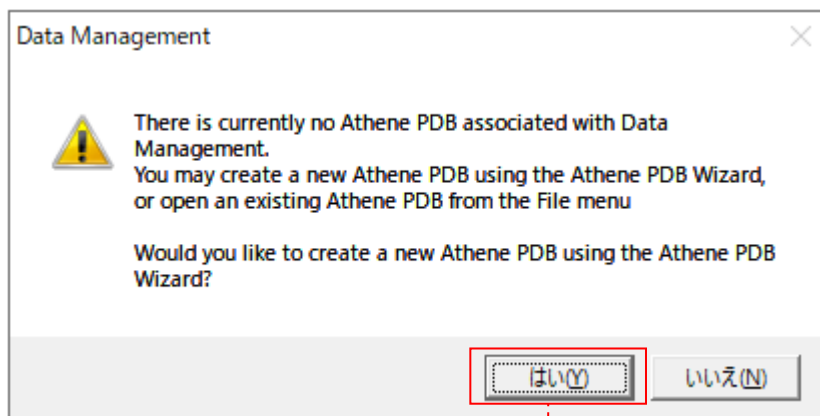 Data Management
There is currently no Athene PDB associated with Data
Management.
You may create a new Athene PDB using the Athene PDB Wizard,
or open an existing Athene PDB from the File menu
Would you like to create a new Athene PDB using the Athene PDB
Wizard?
はい(Y)
いいえ(N)